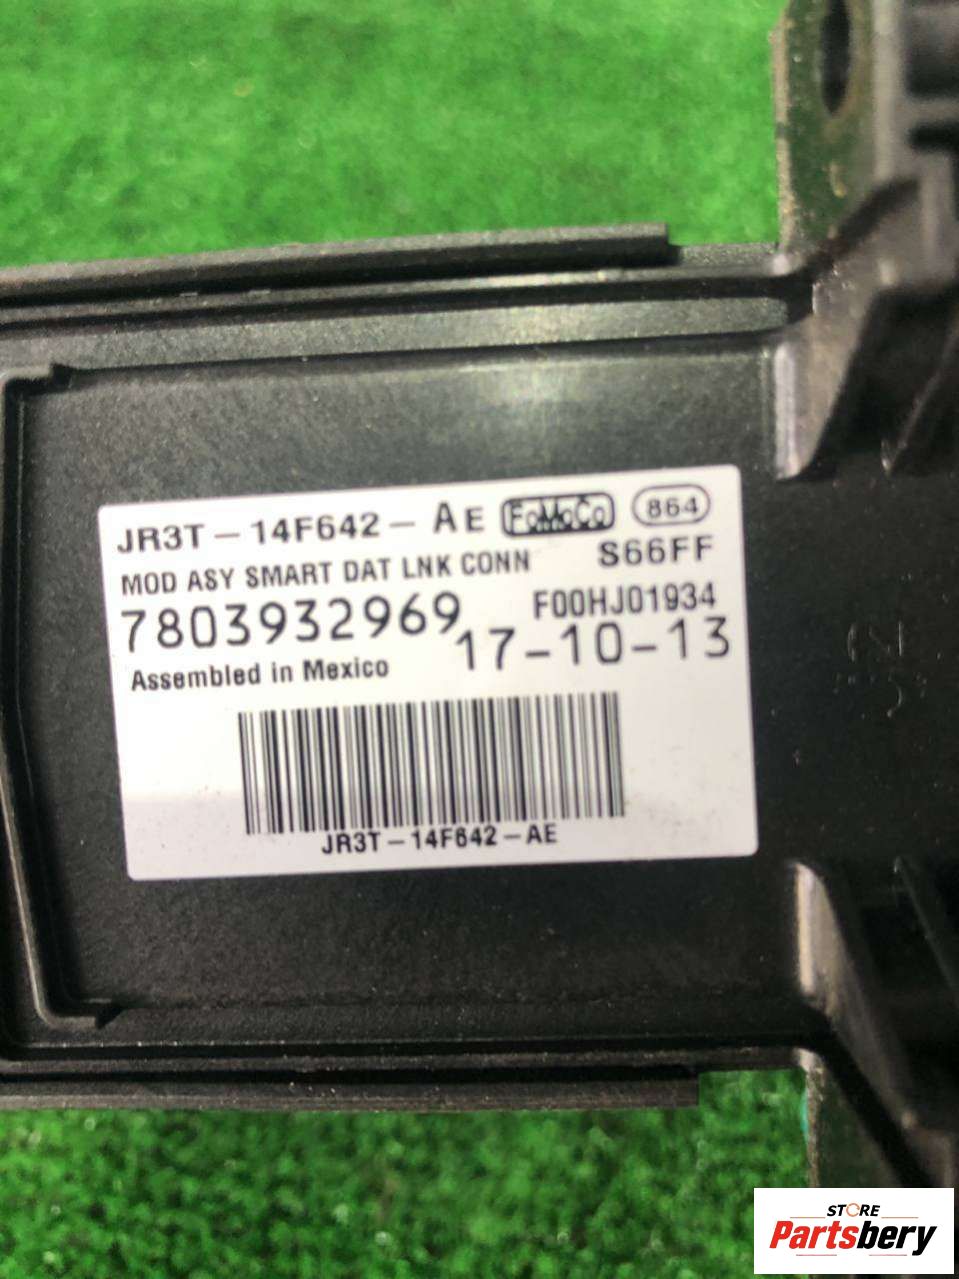 JR3T-14F642-AE FoMoCo 864
MOD ASY SMART DAT LNK CONN S66FF
7803932969 F00HJ01934
Assembled in Mexico 17-10-13
JR3T-14F642-AE
STORE
Partsbery